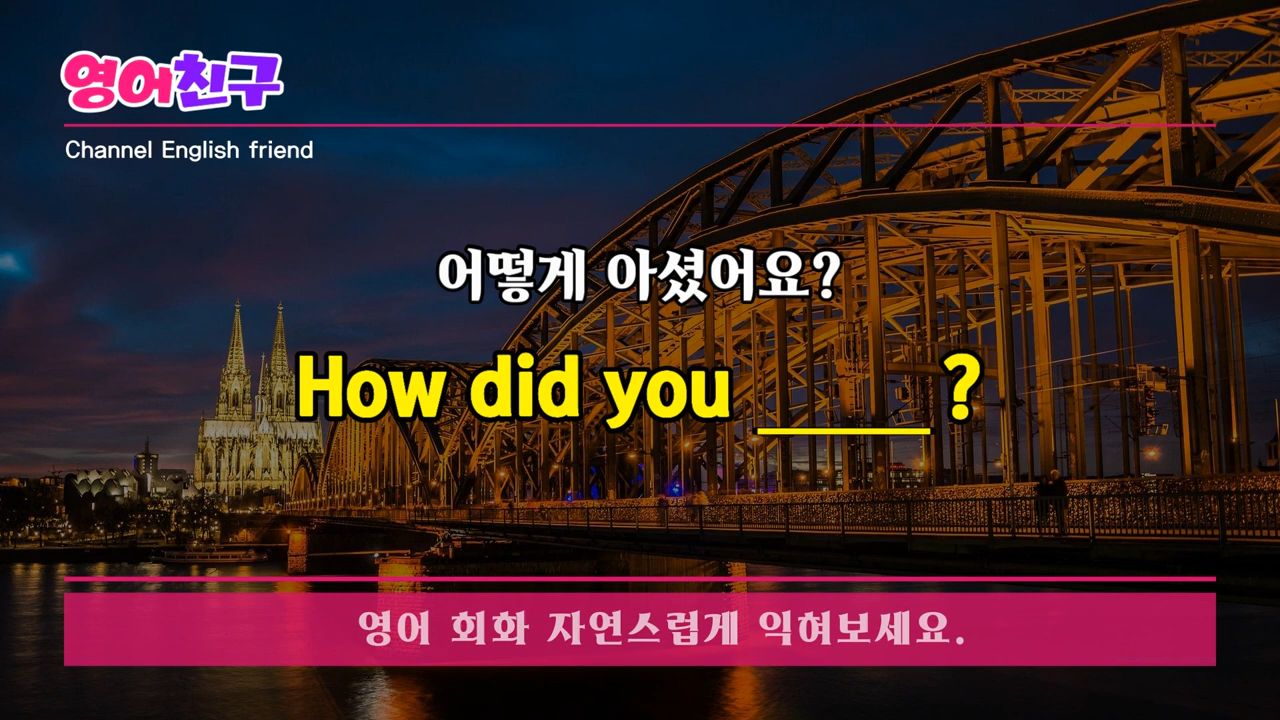 영어친구
Channel English friend
어떻게 아셨어요?
How did you _____ ?
영어 회화 자연스럽게 익혀보세요.